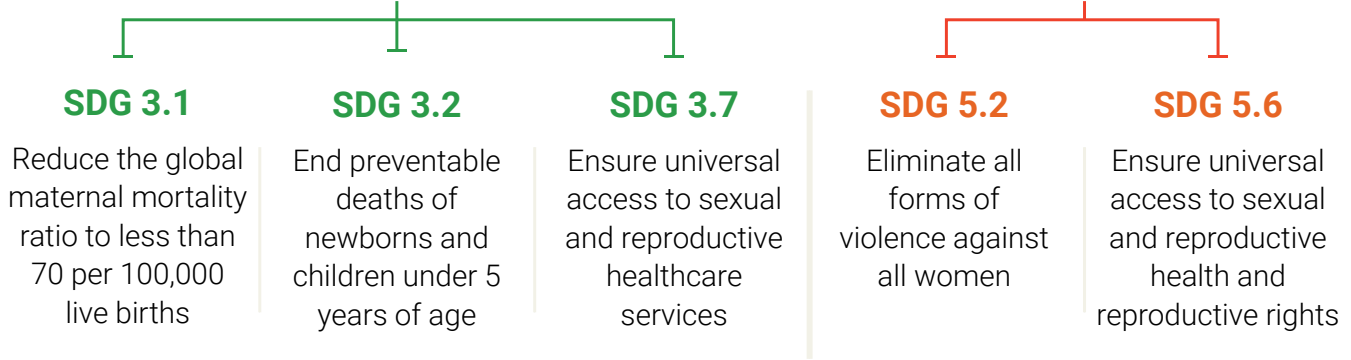 SDG 3.1
Reduce the global
maternal mortality
ratio to less than
70 per 100,000
live births
SDG 3.2
End preventable
deaths of
newborns and
children under 5
years of age
SDG 3.7
Ensure universal
access to sexual
and reproductive
healthcare
services
SDG 5.2
Eliminate all
forms of
violence against
all women
SDG 5.6
Ensure universal
access to sexual
and reproductive
health and
reproductive rights